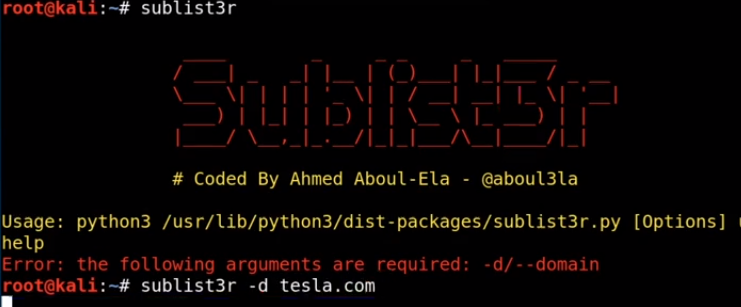 root@kali:~# sublist3r
Sublist3r
# Coded By Ahmed Aboul-Ela - @aboul3la
Usage: python3 /usr/lib/python3/dist-packages/sublist3r.py [Options]
help
Error: the following arguments are required: -d/--domain
root@kali:~# sublist3r -d tesla.com